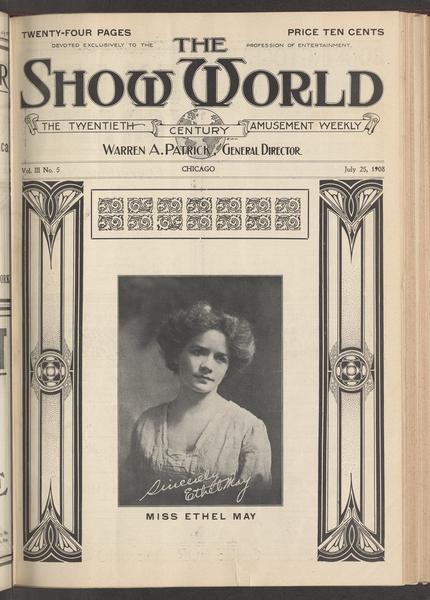 TWENTY-FOUR PAGES
PRICE TEN CENTS
DEVOTED EXCLUSIVELY TO THE
PROFESSION OF ENTERTAINMENT.
THE
SHOW WORLD
THE TWENTIETH CENTURY AMUSEMENT WEEKLY
WARREN A. PATRICK, GENERAL DIRECTOR.
Vol. III No. 5
CHICAGO
July 25, 1908
Sincerely
Ethel May
MISS ETHEL MAY